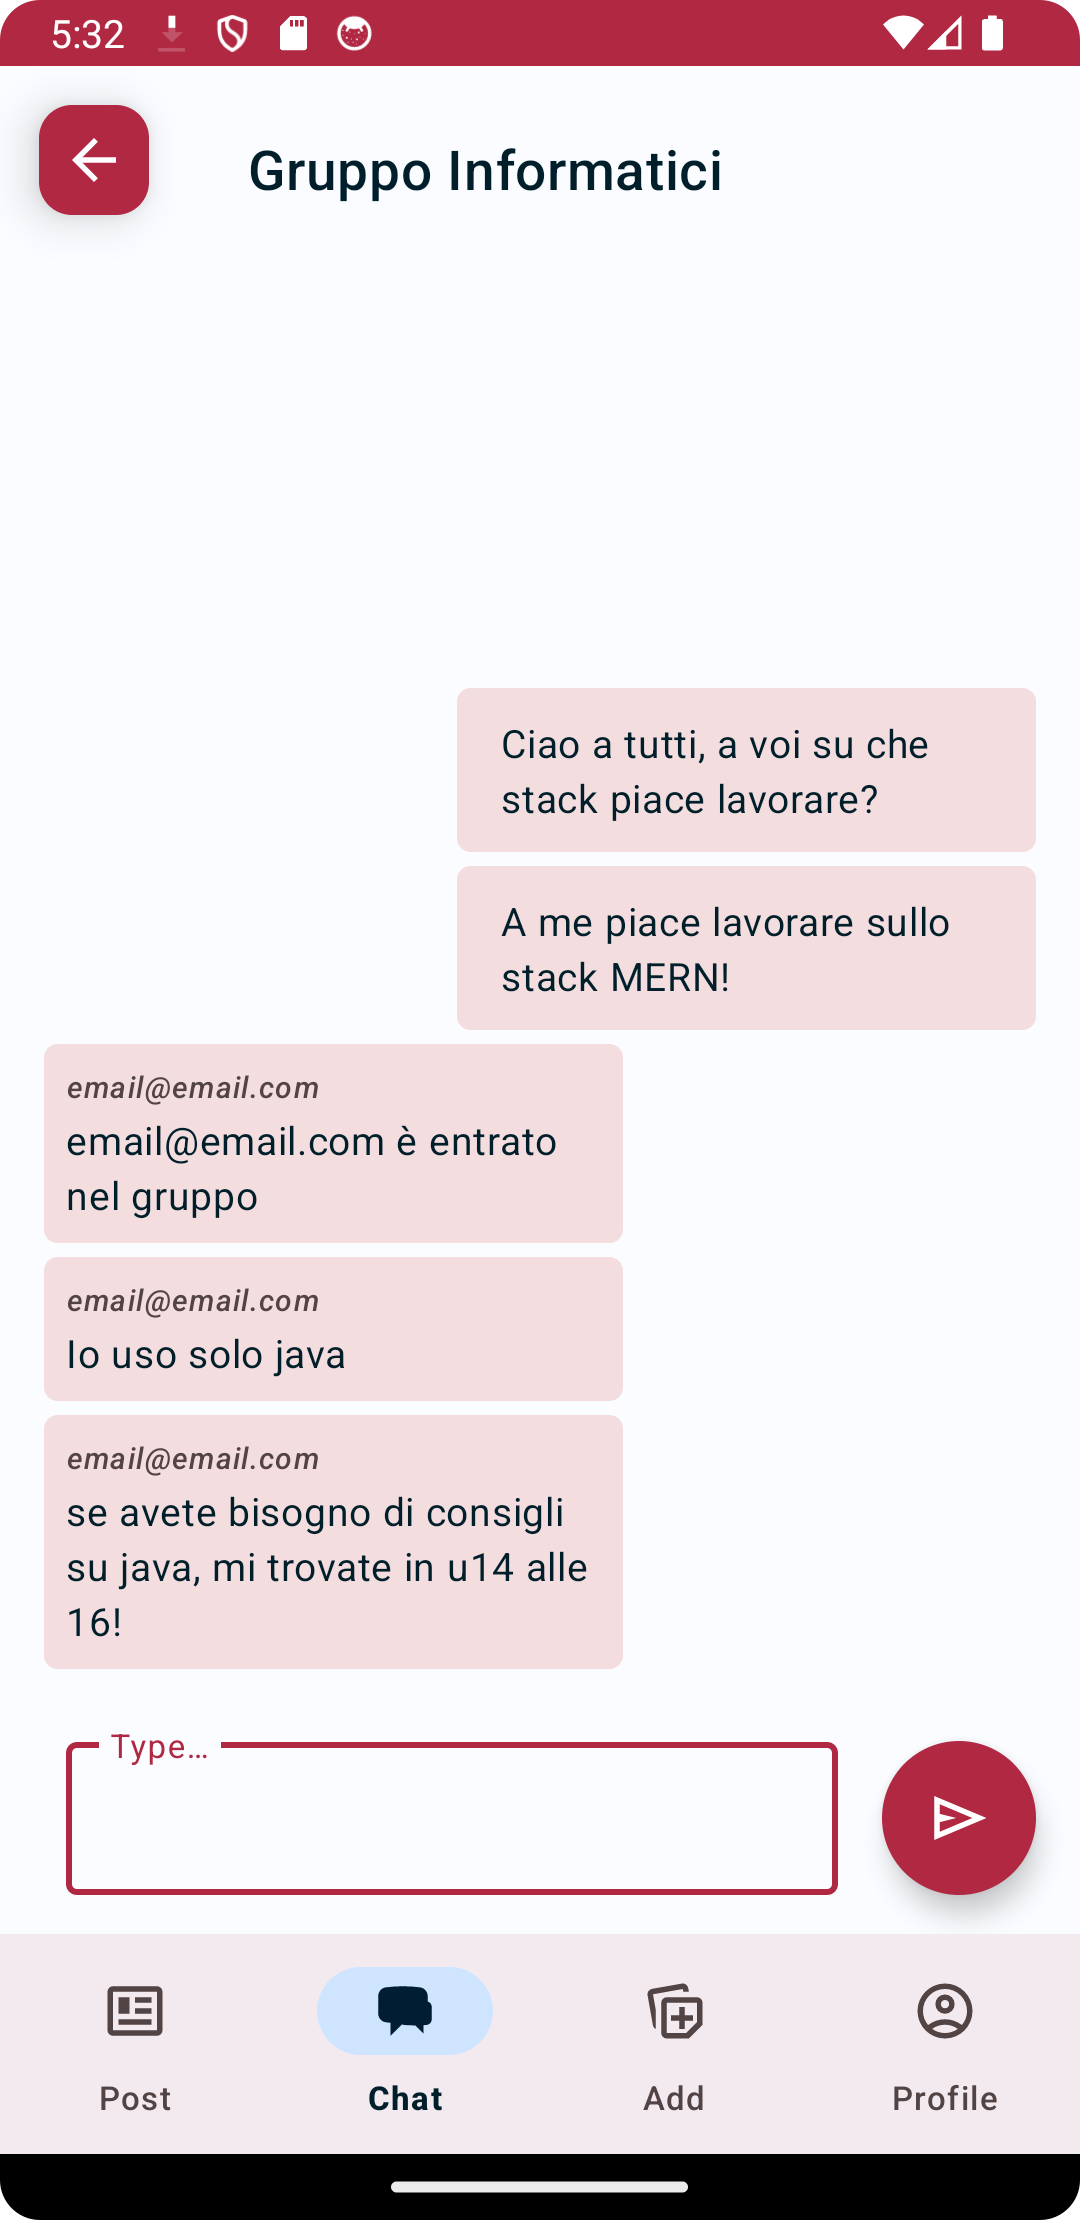 5:32
Gruppo Informatici
Ciao a tutti, a voi su che
stack piace lavorare?
A me piace lavorare sullo
stack MERN!
email@email.com
email@email.com è entrato
nel gruppo
email@email.com
Io uso solo java
email@email.com
se avete bisogno di consigli
su java, mi trovate in u14 alle
16!
Type…
Post
Chat
Add
Profile